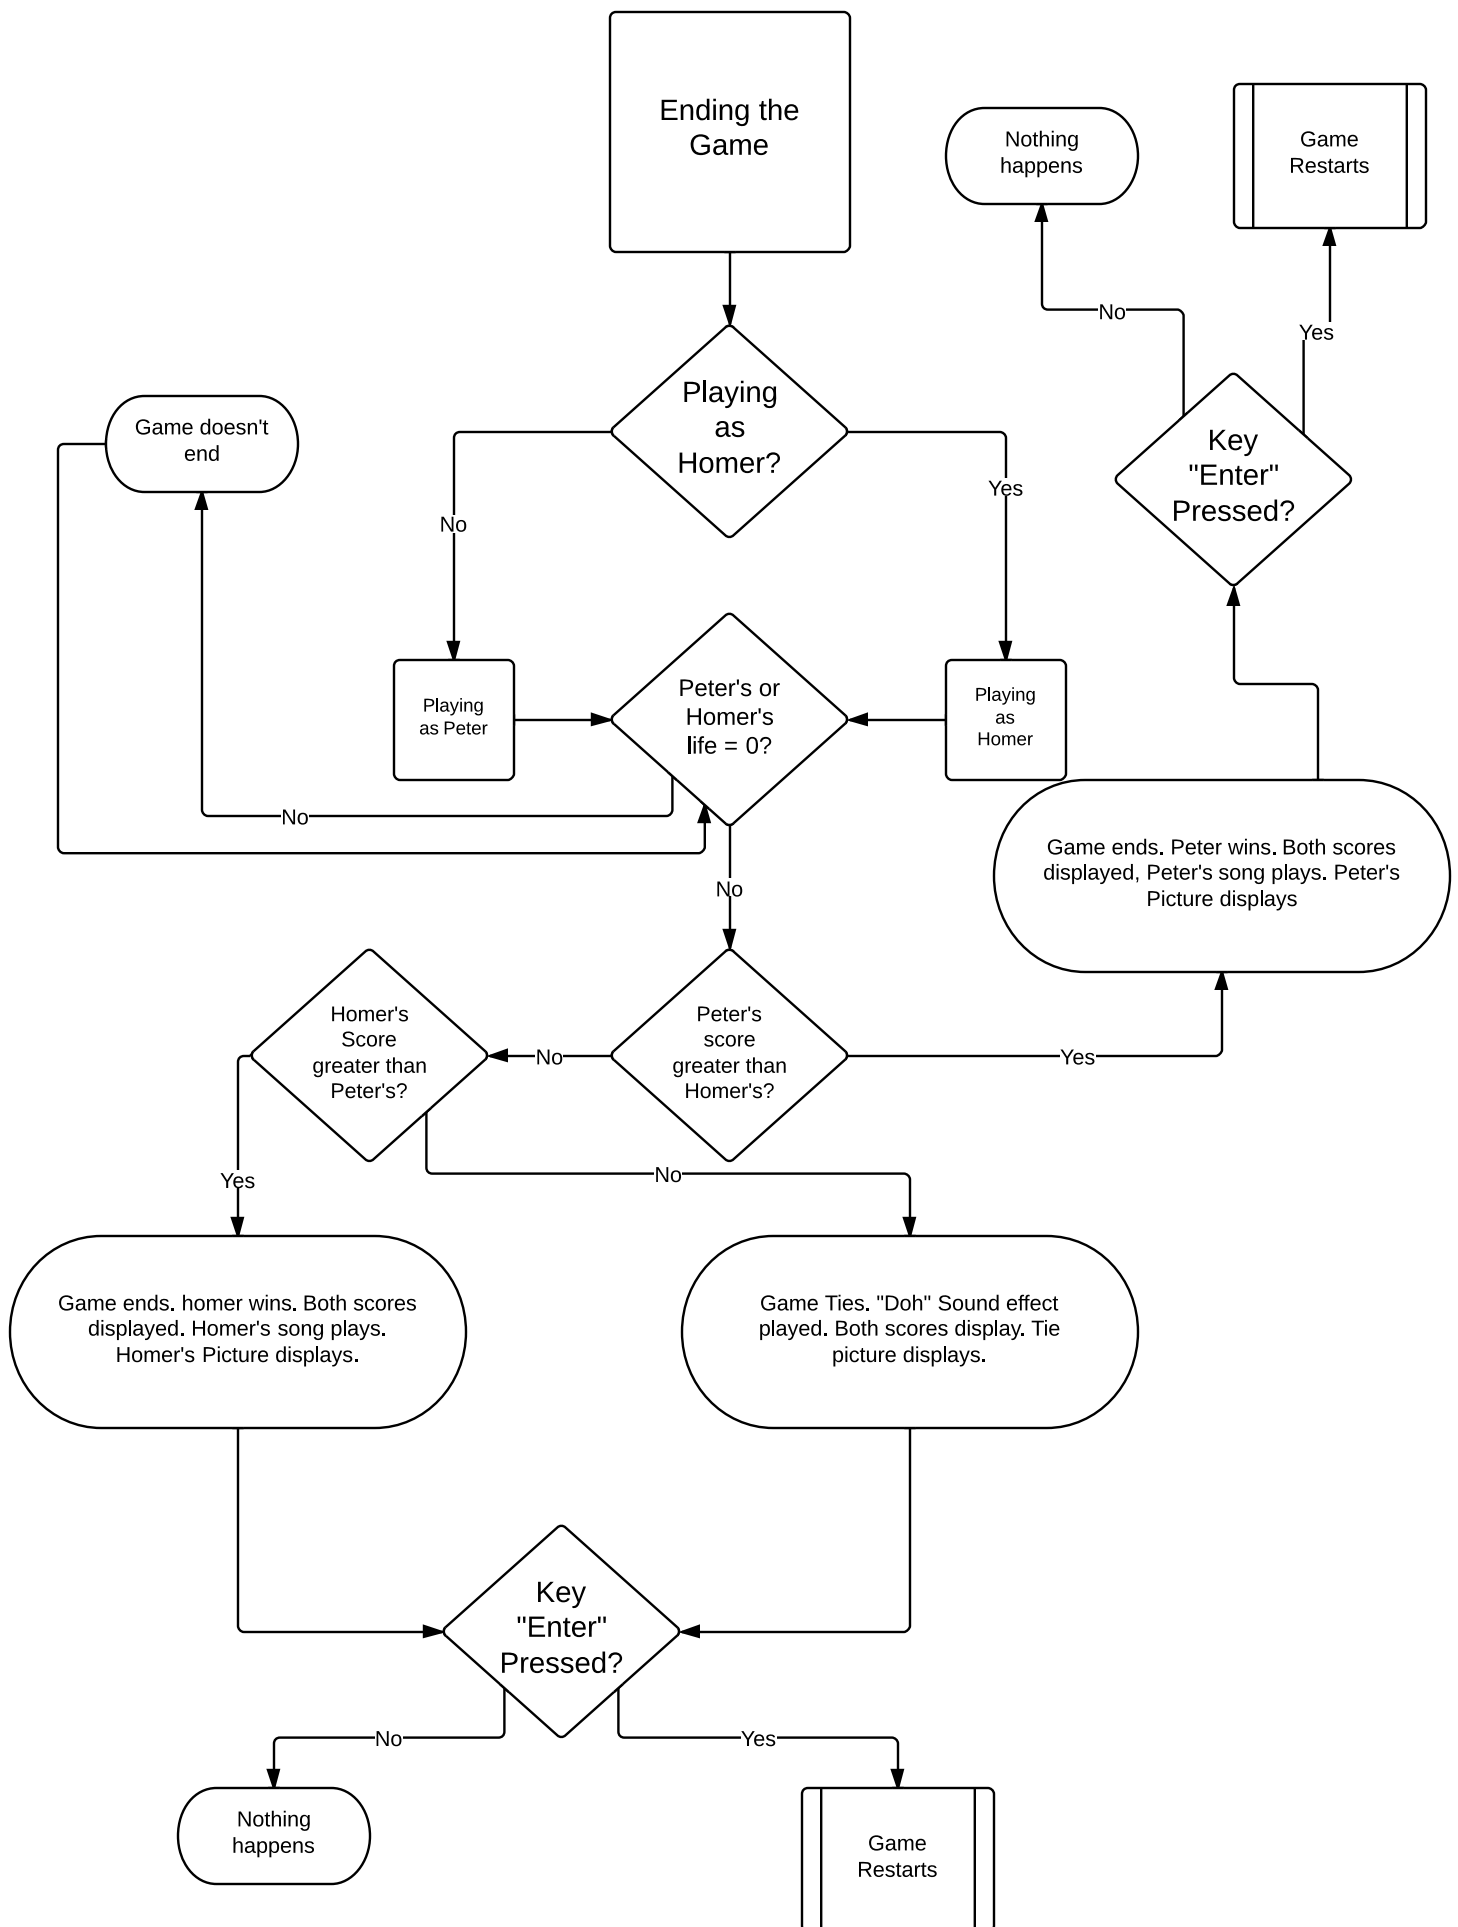 Ending the
Game
Nothing
happens
Game
Restarts
No
Yes
Playing
as
Homer?
Game doesn't
end
Key
"Enter"
Pressed?
No
Yes
Playing
as Peter
Peter's or
Homer's
life = 0?
Playing
as
Homer
No
No
Game ends. Peter wins. Both scores
displayed, Peter's song plays. Peter's
Picture displays
Homer's
Score
greater than
Peter's?
No
Peter's
score
greater than
Homer's?
Yes
Yes
No
Game ends. homer wins. Both scores
displayed. Homer's song plays.
Homer's Picture displays.
Game Ties. "Doh" Sound effect
played. Both scores display. Tie
picture displays.
Key
"Enter"
Pressed?
No
Yes
Nothing
happens
Game
Restarts